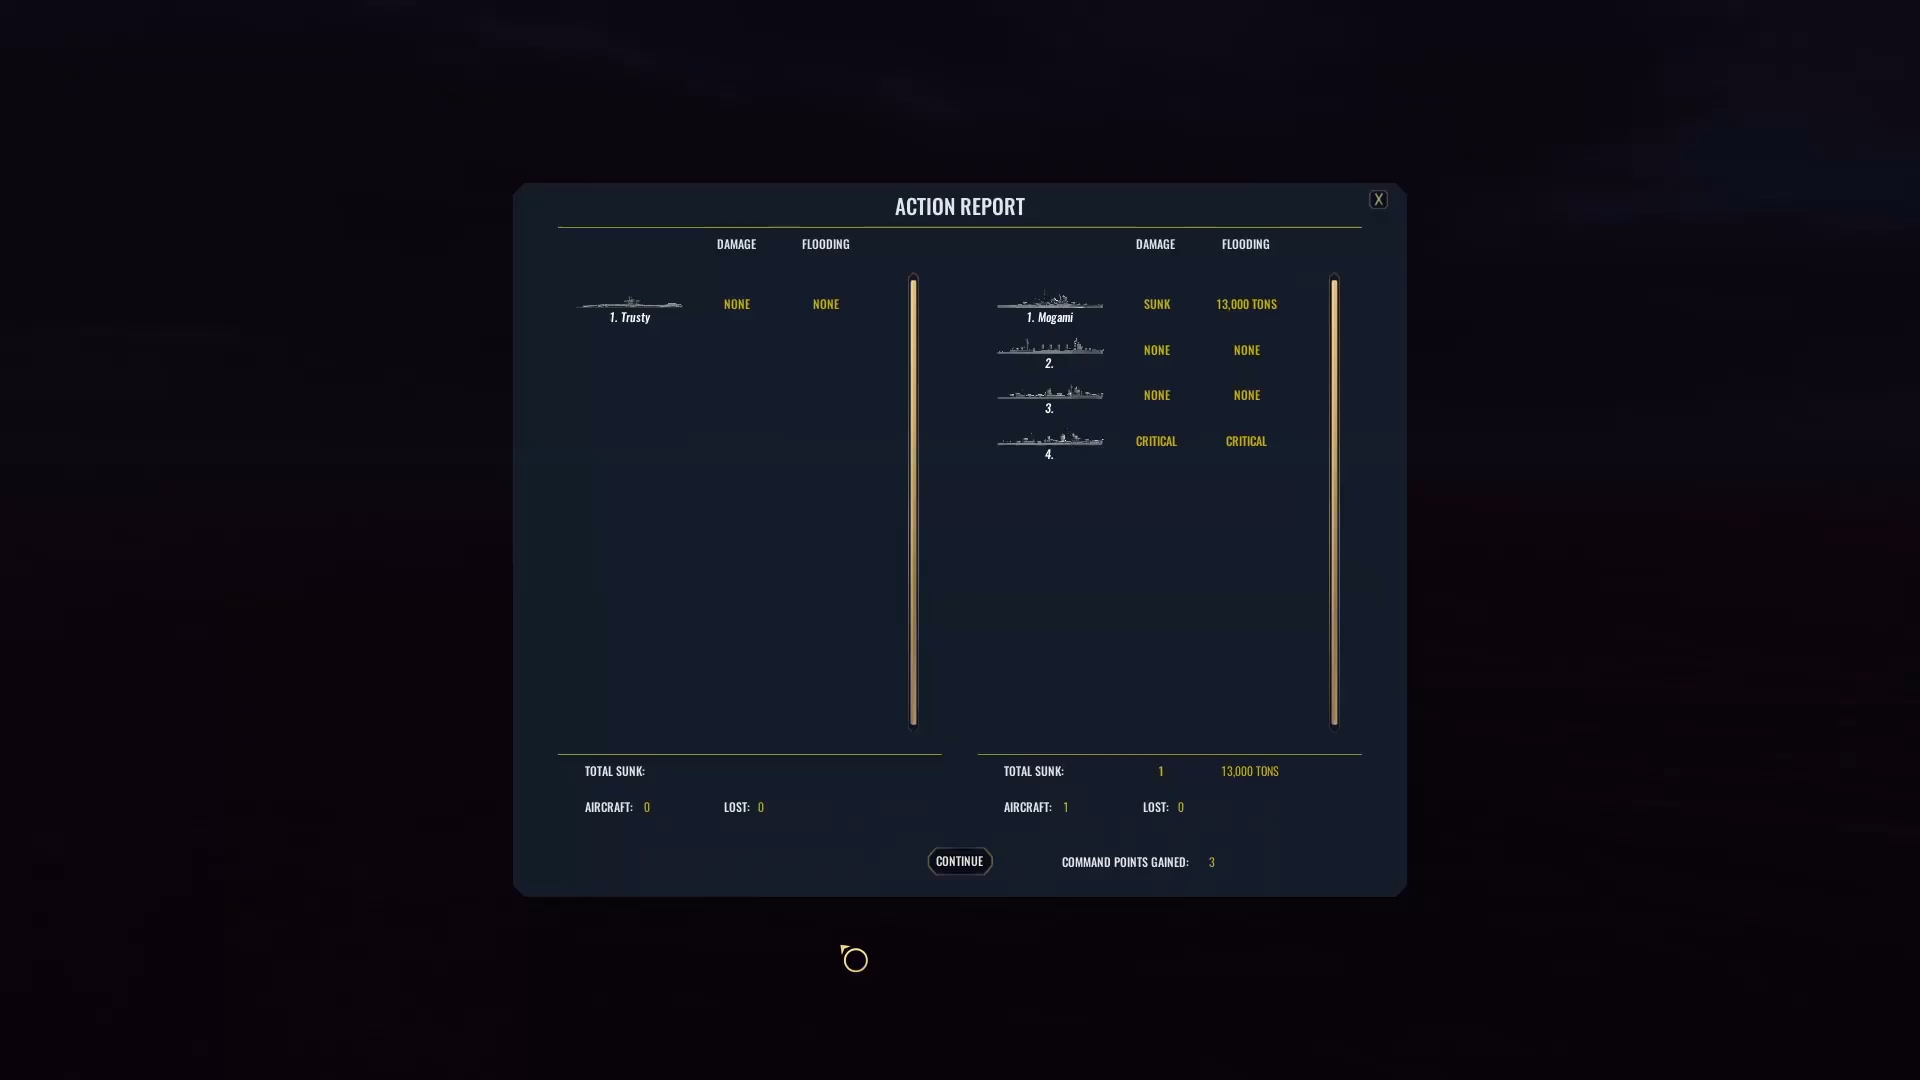 ACTION REPORT
X
DAMAGE FLOODING
1. Trusty NONE NONE
TOTAL SUNK:
AIRCRAFT: 0 LOST: 0
DAMAGE FLOODING
1. Mogami SUNK 13,000 TONS
2. NONE NONE
3. NONE NONE
4. CRITICAL CRITICAL
TOTAL SUNK: 1 13,000 TONS
AIRCRAFT: 1 LOST: 0
CONTINUE
COMMAND POINTS GAINED: 3